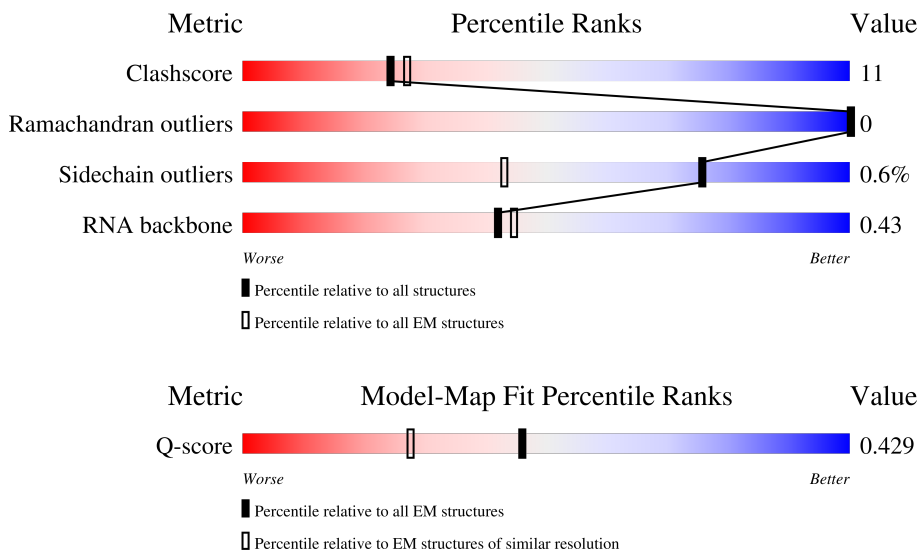 Metric Percentile Ranks Value
Clashscore 11
Ramachandran outliers 0
Sidechain outliers 0.6%
RNA backbone 0.43
Worse Better
Percentile relative to all structures
Percentile relative to all EM structures
Metric Model-Map Fit Percentile Ranks Value
Q-score 0.429
Worse Better
Percentile relative to all EM structures
Percentile relative to EM structures of similar resolution